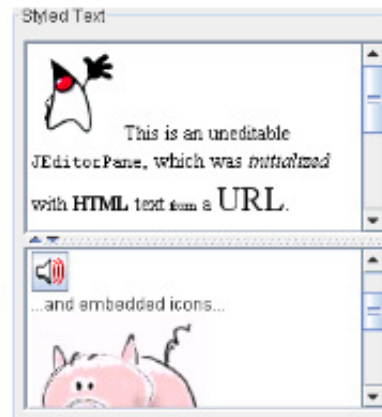 Styled Text
This is an uneditable
JEditorPane, which was initialized
with HTML text from a URL.
...and embedded icons...